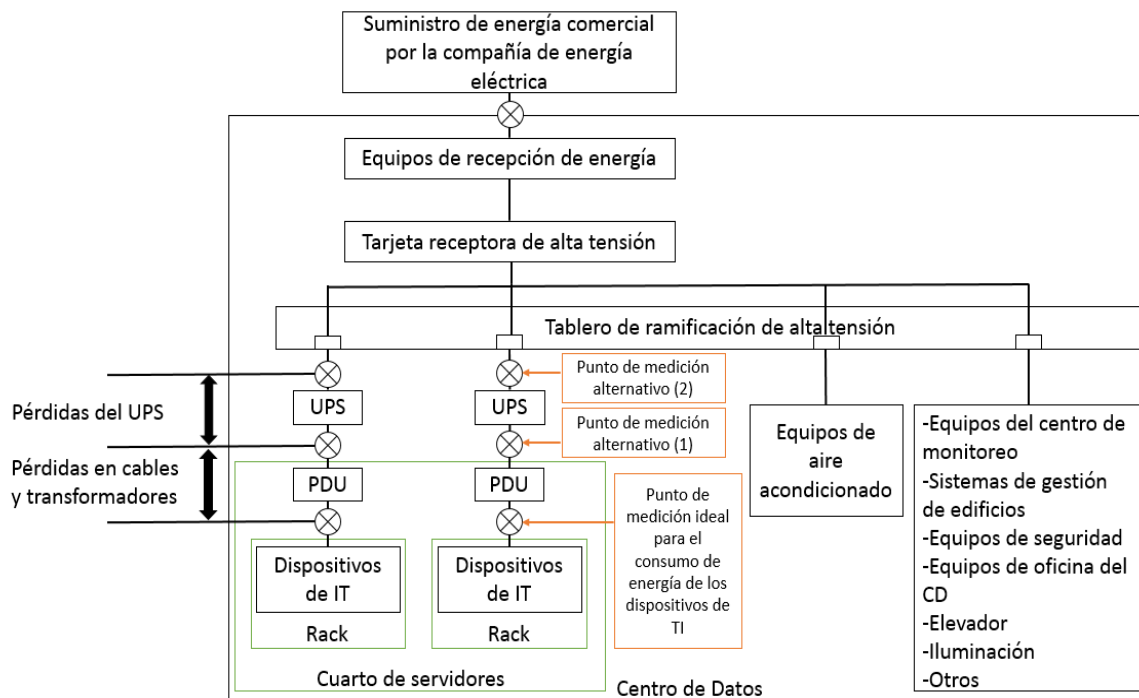 Suministro de energía comercial
por la compañía de energía
eléctrica
Equipos de recepción de energía
Tarjeta receptora de alta tensión
Tablero de ramificación de alta tensión
Pérdidas del UPS
Pérdidas en cables
y transformadores
UPS
UPS
PDU
PDU
Punto de medición
alternativo (2)
Punto de medición
alternativo (1)
Punto de
medición ideal
para el
consumo de
energía de los
dispositivos de
TI
Dispositivos
de IT
Rack
Dispositivos
de IT
Rack
Cuarto de servidores
Centro de Datos
Equipos de
aire
acondicionado
-Equipos del centro de
monitoreo
-Sistemas de gestión
de edificios
-Equipos de seguridad
-Equipos de oficina del
CD
-Elevador
-Iluminación
-Otros